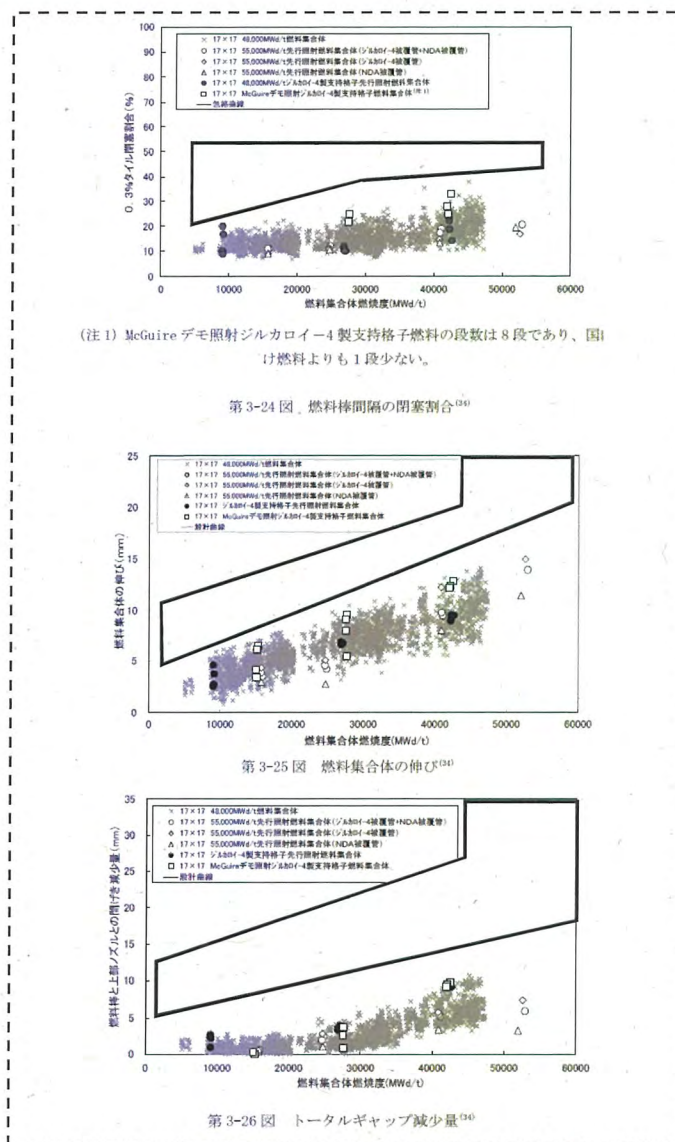 100
90
80
70
60
50
40
30
20
10
0
0.3%タイル閉塞割合(%)
× 17×17 48,000MWd/t燃料集合体
○ 17×17 55,000MWd/t先行照射燃料集合体(ジルカロイ-4被覆管+NDA被覆管)
◇ 17×17 55,000MWd/t先行照射燃料集合体(ジルカロイ-4被覆管)
△ 17×17 55,000MWd/t先行照射燃料集合体(NDA被覆管)
● 17×17 48,000MWd/tジルカロイ-4製支持格子先行照射燃料集合体
□ 17×17 McGuireデモ照射ジルカロイ-4製支持格子燃料集合体(注1)
包絡曲線
0 10000 20000 30000 40000 50000 60000
燃料集合体燃焼度(MWd/t)
(注1) McGuireデモ照射ジルカロイ-4製支持格子燃料の段数は8段であり、国
け燃料よりも1段少ない。
第3-24図 燃料棒間隔の閉塞割合(24)
25
20
15
10
5
0
燃料集合体の伸び(mm)
× 17×17 48,000MWd/t燃料集合体
○ 17×17 55,000MWd/t先行照射燃料集合体(ジルカロイ-4被覆管+NDA被覆管)
◇ 17×17 55,000MWd/t先行照射燃料集合体(ジルカロイ-4被覆管)
△ 17×17 55,000MWd/t先行照射燃料集合体(NDA被覆管)
● 17×17 ジルカロイ-4製支持格子先行照射燃料集合体
□ 17×17 McGuireデモ照射ジルカロイ-4製支持格子燃料集合体
設計曲線
0 10000 20000 30000 40000 50000 60000
燃料集合体燃焼度(MWd/t)
第3-25図 燃料集合体の伸び(24)
35
30
25
20
15
10
5
0
燃料棒と上部ノズルとの間げき減少量(mm)
× 17×17 48,000MWd/t燃料集合体
○ 17×17 55,000MWd/t先行照射燃料集合体(ジルカロイ-4被覆管+NDA被覆管)
◇ 17×17 55,000MWd/t先行照射燃料集合体(ジルカロイ-4被覆管)
△ 17×17 55,000MWd/t先行照射燃料集合体(NDA被覆管)
● 17×17 ジルカロイ-4製支持格子先行照射燃料集合体
□ 17×17 McGuireデモ照射ジルカロイ-4製支持格子燃料集合体
設計曲線
0 10000 20000 30000 40000 50000 60000
燃料集合体燃焼度(MWd/t)
第3-26図 トータルギャップ減少量(24)